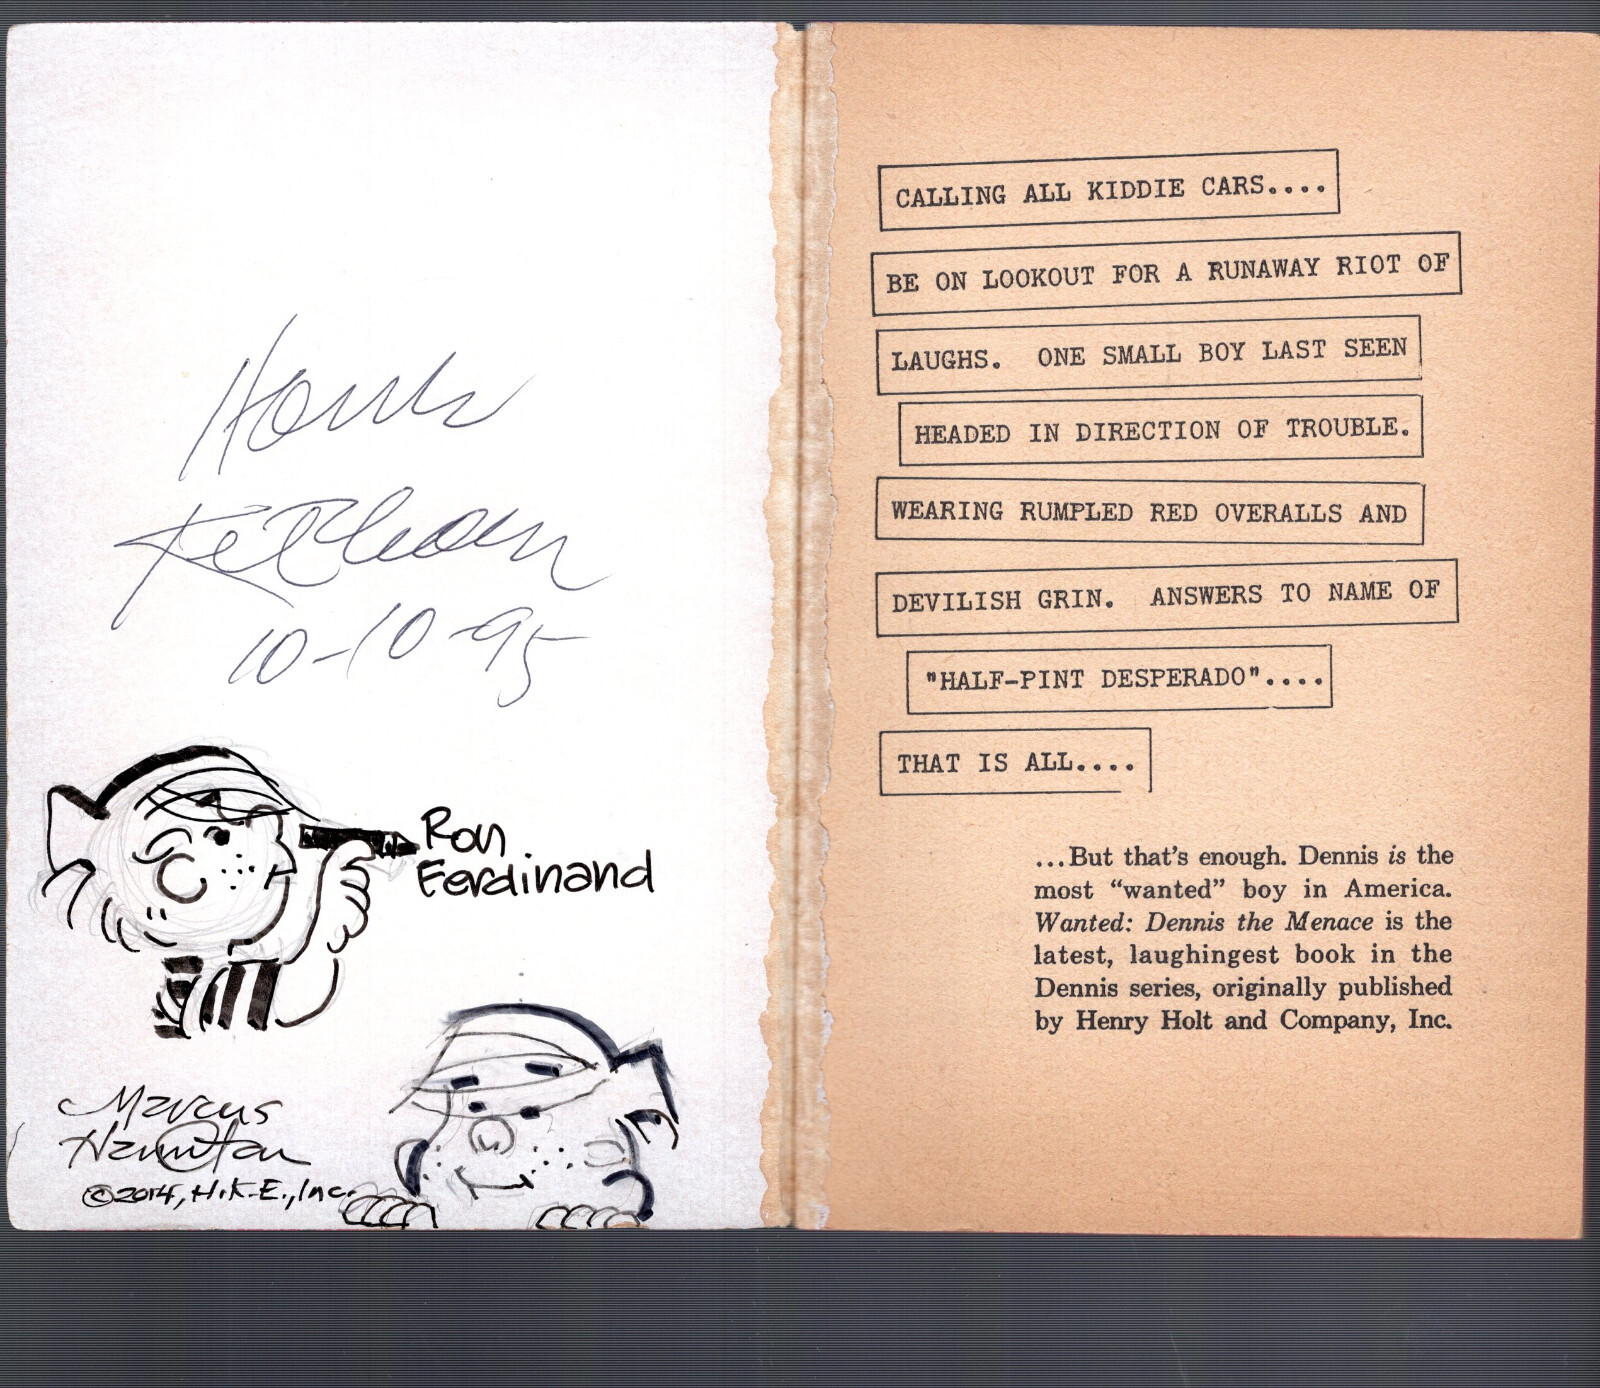 Hank
Ketcham
10-10-95
Ron
Ferdinand
Marcus
Hamilton
©2014, H.K.E., Inc.
CALLING ALL KIDDIE CARS....
BE ON LOOKOUT FOR A RUNAWAY RIOT OF
LAUGHS. ONE SMALL BOY LAST SEEN
HEADED IN DIRECTION OF TROUBLE.
WEARING RUMPLED RED OVERALLS AND
DEVILISH GRIN. ANSWERS TO NAME OF
"HALF-PINT DESPERADO"....
THAT IS ALL....
...But that's enough. Dennis is the
most "wanted" boy in America.
Wanted: Dennis the Menace is the
latest, laughingest book in the
Dennis series, originally published
by Henry Holt and Company, Inc.